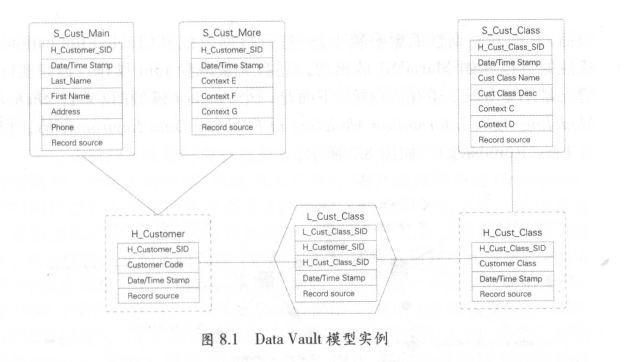 S_Cust_Main
H_Customer_SID
Date/Time Stamp
Last_Name
First Name
Address
Phone
Record source
S_Cust_More
H_Customer_SID
Date/Time Stamp
Context E
Context F
Context G
Record source
S_Cust_Class
H_Cust_Class_SID
Date/Time Stamp
Cust Class Name
Cust Class Desc
Context C
Context D
Record source
H_Customer
H_Customer_SID
Customer Code
Date/Time Stamp
Record source
L_Cust_Class
L_Cust_Class_SID
H_Customer_SID
H_Cust_Class_SID
Date/Time Stamp
Record source
H_Cust_Class
H_Cust_Class_SID
Customer Class
Date/Time Stamp
Record source
图 8.1 Data Vault 模型实例